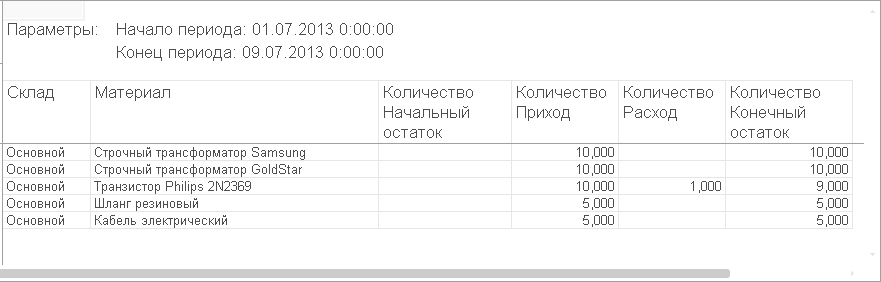 Параметры: Начало периода: 01.07.2013 0:00:00
Конец периода: 09.07.2013 0:00:00
Склад Материал Количество Количество Количество Количество
Начальный Приход Расход Конечный
остаток остаток
Основной Строчный трансформатор Samsung 10,000 10,000
Основной Строчный трансформатор GoldStar 10,000 10,000
Основной Транзистор Philips 2N2369 10,000 1,000 9,000
Основной Шланг резиновый 5,000 5,000
Основной Кабель электрический 5,000 5,000